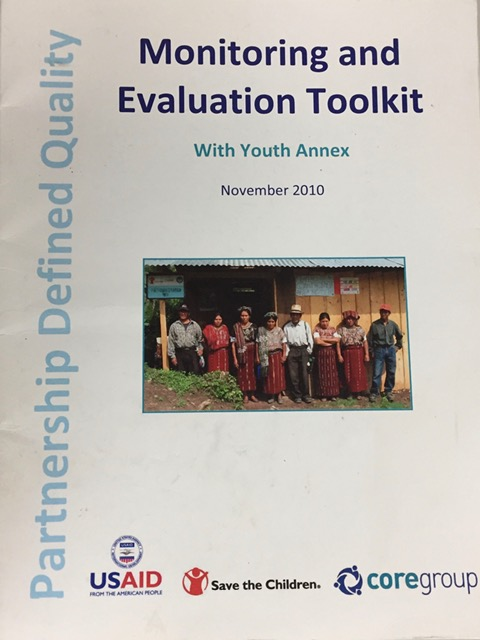 Partnership Defined Quality
Monitoring and
Evaluation Toolkit
With Youth Annex
November 2010
USAID
USAID
FROM THE AMERICAN PEOPLE
Save the Children®
coregroup